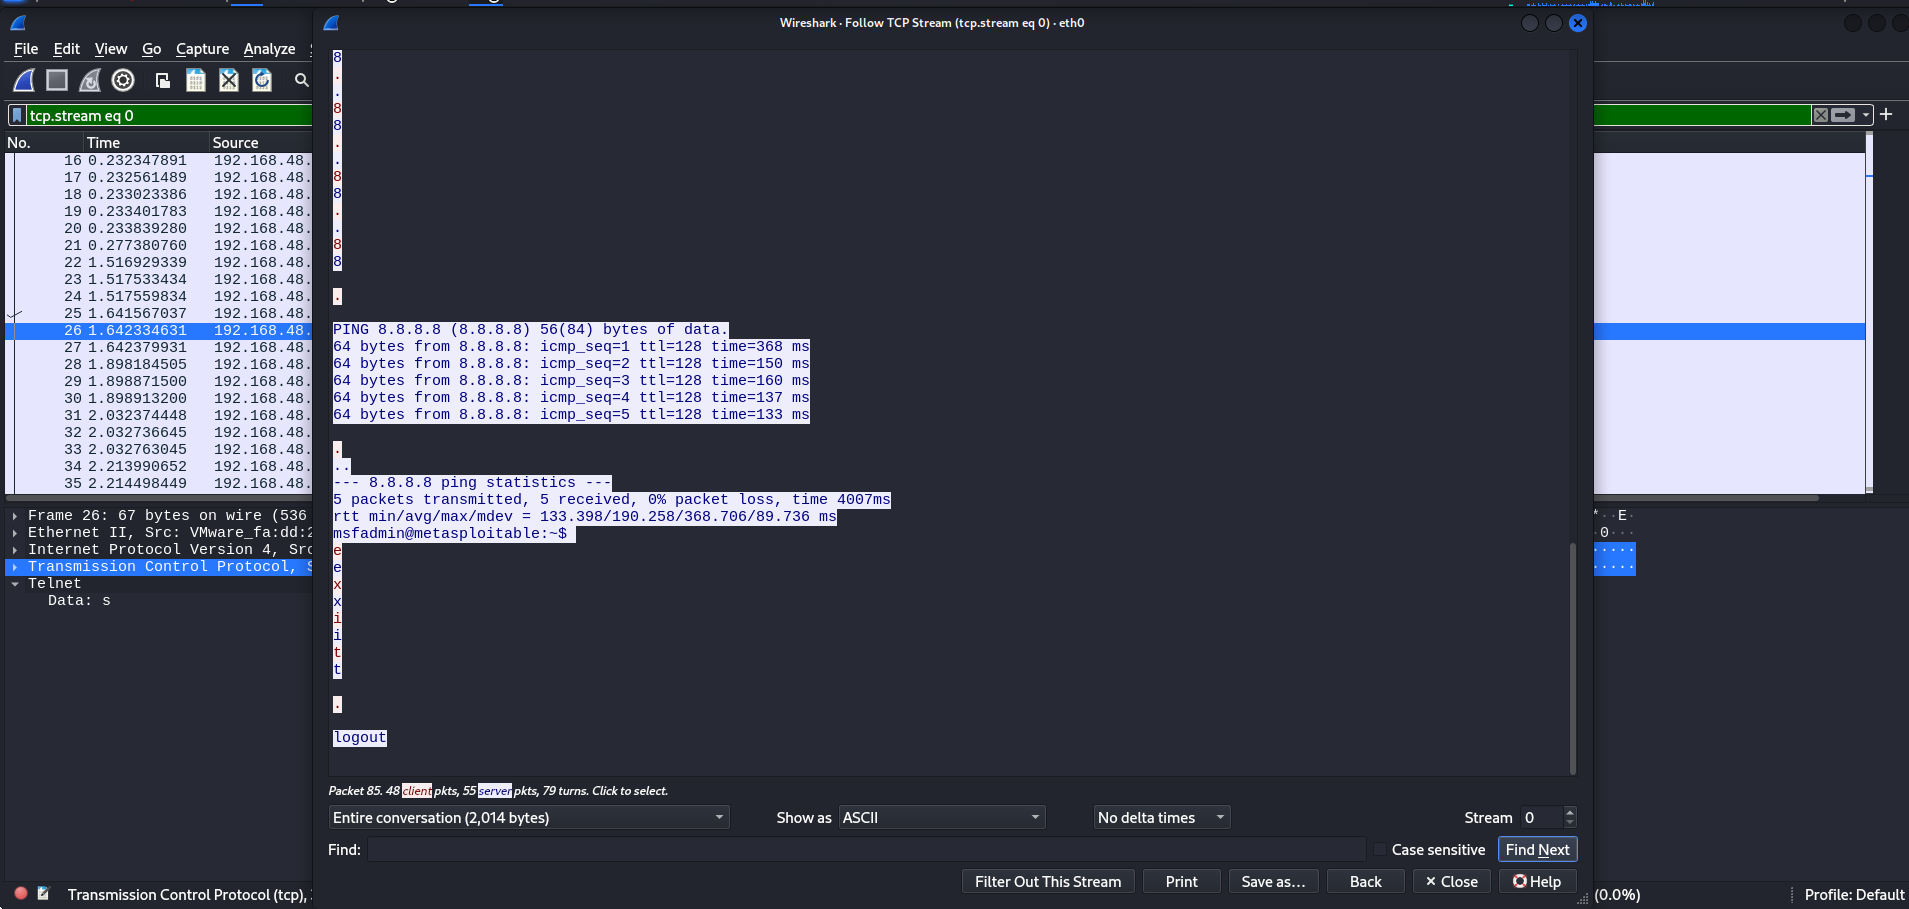 Wireshark · Follow TCP Stream (tcp.stream eq 0) · eth0
File Edit View Go Capture Analyze
tcp.stream eq 0
No. Time Source
16 0.232347891 192.168.48.
17 0.232561489 192.168.48.
18 0.233023386 192.168.48.
19 0.233401783 192.168.48.
20 0.233839280 192.168.48.
21 0.277380760 192.168.48.
22 1.516929339 192.168.48.
23 1.517533434 192.168.48.
24 1.517559834 192.168.48.
25 1.641567037 192.168.48.
26 1.642334631 192.168.48.
27 1.642379931 192.168.48.
28 1.898184505 192.168.48.
29 1.898871500 192.168.48.
30 1.898913200 192.168.48.
31 2.032374448 192.168.48.
32 2.032736645 192.168.48.
33 2.032763045 192.168.48.
34 2.213990652 192.168.48.
35 2.214498449 192.168.48.
Frame 26: 67 bytes on wire (536
Ethernet II, Src: VMware_fa:dd:2
Internet Protocol Version 4, Src
Transmission Control Protocol, S
Telnet
Data: s
8
.
.
8
8
.
.
8
8
.
.
8
8
.
PING 8.8.8.8 (8.8.8.8) 56(84) bytes of data.
64 bytes from 8.8.8.8: icmp_seq=1 ttl=128 time=368 ms
64 bytes from 8.8.8.8: icmp_seq=2 ttl=128 time=150 ms
64 bytes from 8.8.8.8: icmp_seq=3 ttl=128 time=160 ms
64 bytes from 8.8.8.8: icmp_seq=4 ttl=128 time=137 ms
64 bytes from 8.8.8.8: icmp_seq=5 ttl=128 time=133 ms
.
..
--- 8.8.8.8 ping statistics ---
5 packets transmitted, 5 received, 0% packet loss, time 4007ms
rtt min/avg/max/mdev = 133.398/190.258/368.706/89.736 ms
msfadmin@metasploitable:~$
e
e
x
x
i
i
t
t
.
logout
* · · E ·
· 0 · · ·
· · · · ·
· · · · ·
Packet 85. 48 client pkts, 55 server pkts, 79 turns. Click to select.
Entire conversation (2,014 bytes) Show as ASCII No delta times Stream 0
Find: Case sensitive Find Next
Filter Out This Stream Print Save as… Back × Close Help
Transmission Control Protocol (tcp), (0.0%) Profile: Default